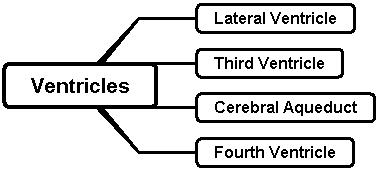 Lateral Ventricle
Third Ventricle
Ventricles
Cerebral Aqueduct
Fourth Ventricle